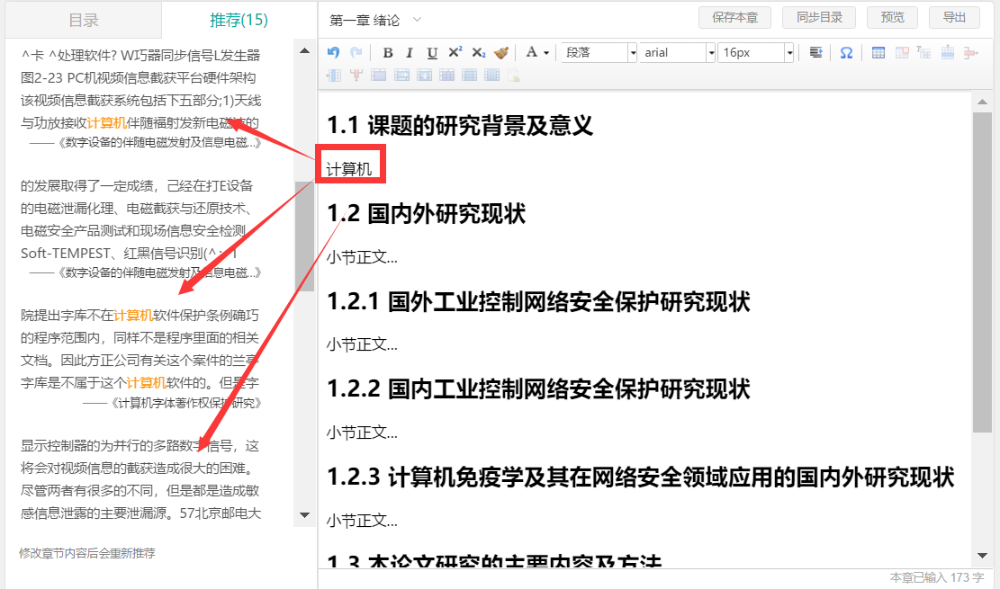 目录
推荐(15)
^卡 ^处理软件? W巧器同步信号L发生器
图2-23 PC机视频信息截获平台硬件架构
该视频信息截获系统包括下五部分;1)天线
与功放接收计算机伴随福射发新电磁波的
——《数字设备的伴随电磁发射及信息电磁...》
的发展取得了一定成绩，己经在打E设备
的电磁泄漏化理、电磁截获与还原技术、
电磁安全产品测试和现场信息安全检测
Soft-TEMPEST、红黑信号识别(^
——《数字设备的伴随电磁发射及信息电磁...》
院提出字库不在计算机软件保护条例确巧
的程序范围内，同样不是程序里面的相关
文档。因此方正公司有关这个案件的兰亭
字库是不属于这个计算机软件的。但是字
——《计算机字体著作权保护研究》
显示控制器的为并行的多路数字信号，这
将会对视频信息的截获造成很大的困难。
尽管两者有很多的不同，但是都是造成敏
感信息泄露的主要泄漏源。57北京邮电大
修改章节内容后会重新推荐
第一章 绪论
保存本章 同步目录 预览 导出
B I U X² X₂ A 段落 arial 16px Ω
1.1 课题的研究背景及意义
计算机
1.2 国内外研究现状
小节正文...
1.2.1 国外工业控制网络安全保护研究现状
小节正文...
1.2.2 国内工业控制网络安全保护研究现状
小节正文...
1.2.3 计算机免疫学及其在网络安全领域应用的国内外研究现状
小节正文...
1.3 本论文研究的主要内容及方法
本章已输入 173 字